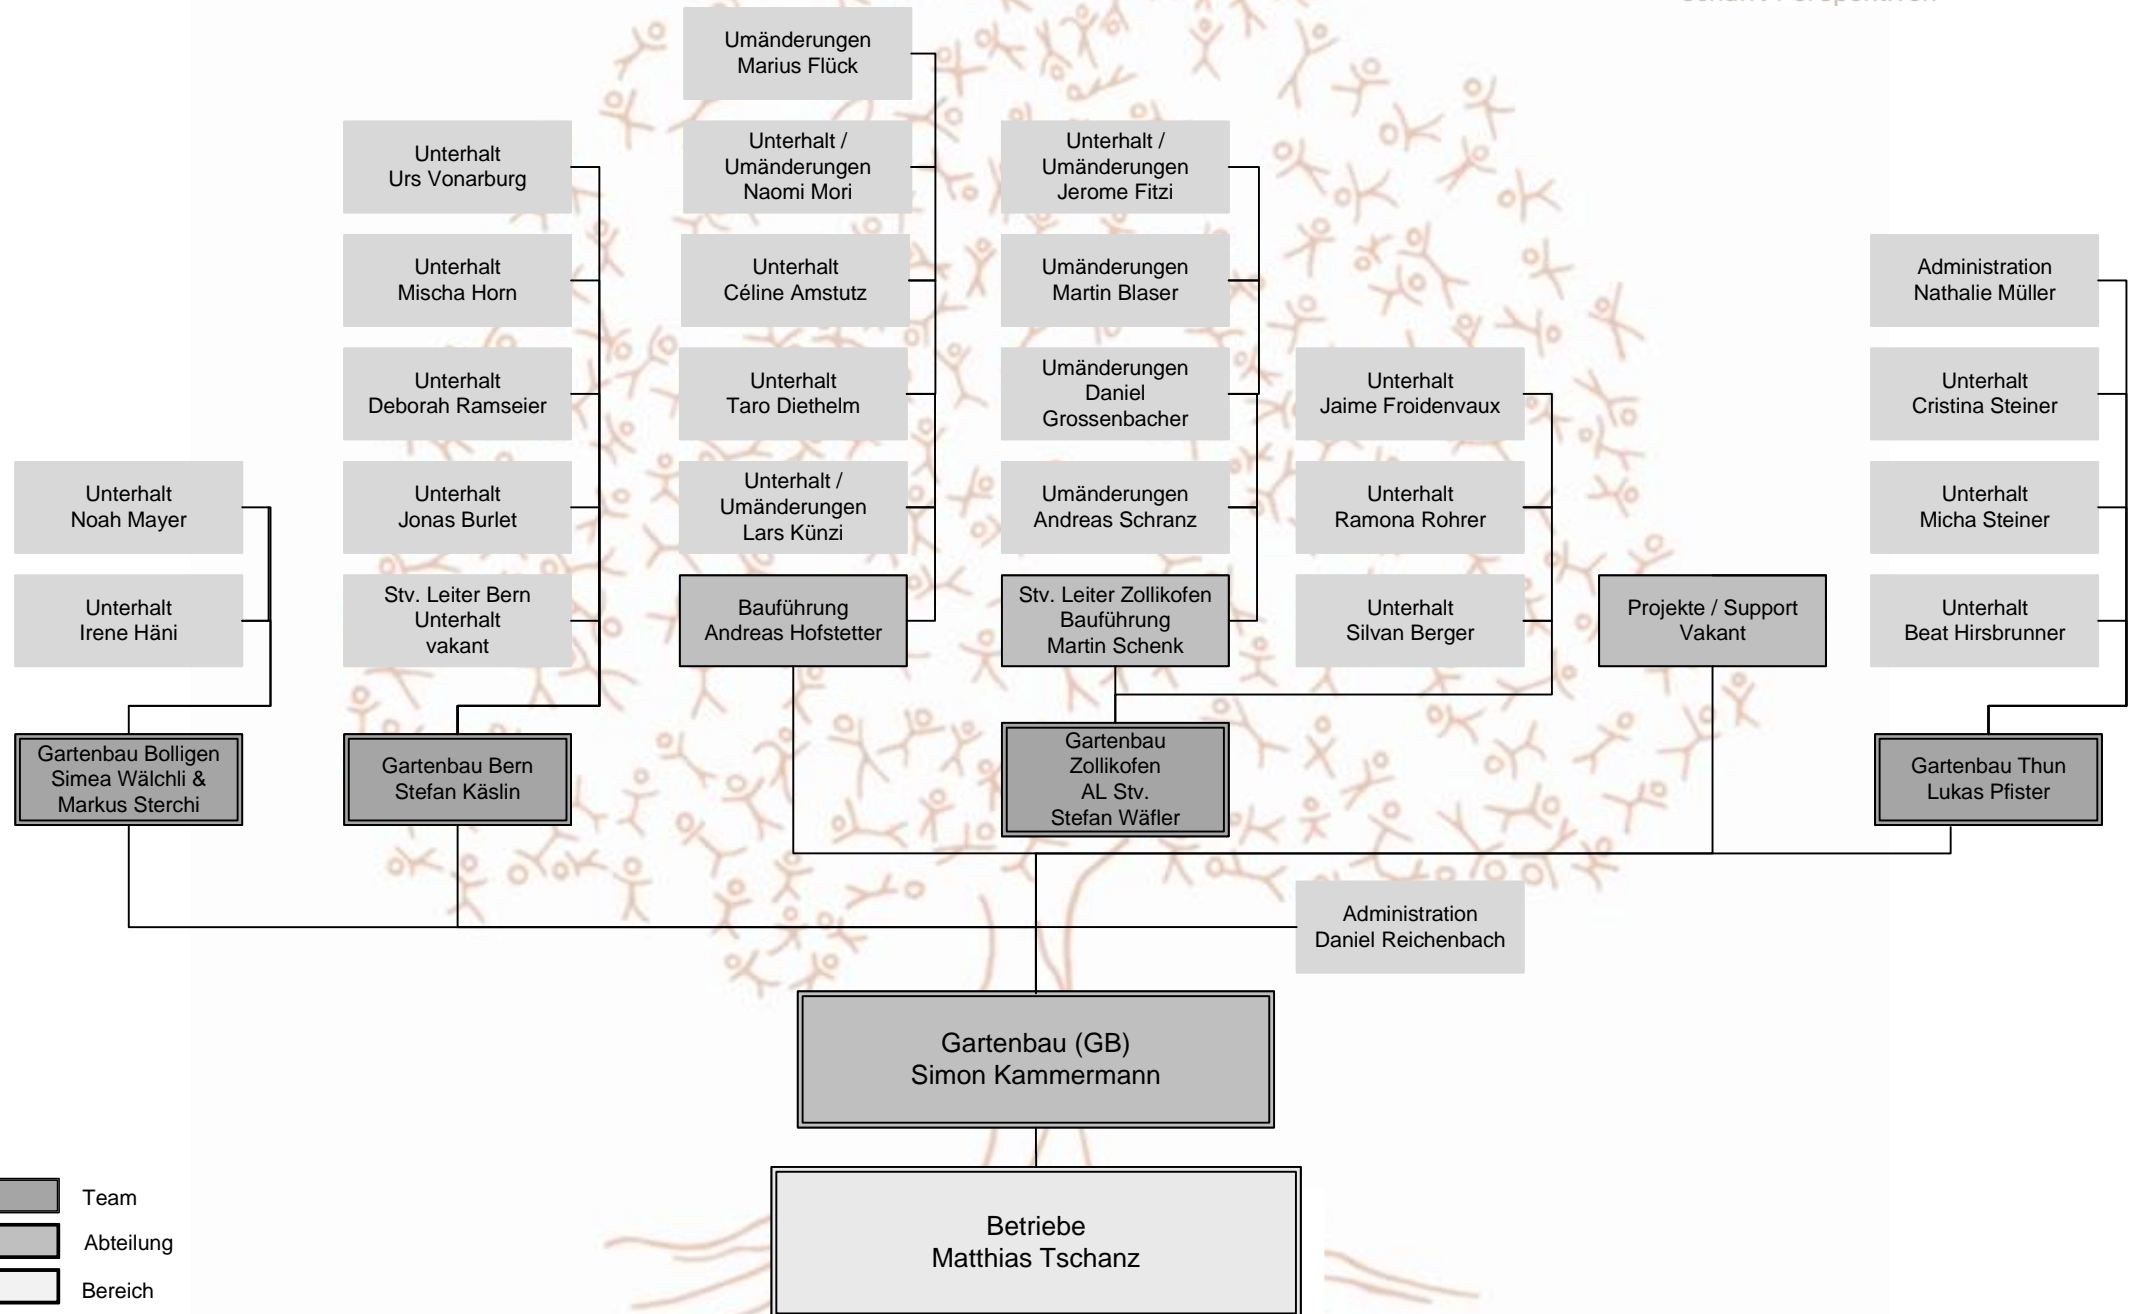 Umänderungen
Marius Flück
Unterhalt
Urs Vonarburg
Unterhalt /
Umänderungen
Naomi Mori
Unterhalt /
Umänderungen
Jerome Fitzi
Unterhalt
Mischa Horn
Unterhalt
Céline Amstutz
Umänderungen
Martin Blaser
Administration
Nathalie Müller
Unterhalt
Deborah Ramseier
Unterhalt
Taro Diethelm
Umänderungen
Daniel
Grossenbacher
Unterhalt
Jaime Froidenvaux
Unterhalt
Cristina Steiner
Unterhalt
Noah Mayer
Unterhalt
Jonas Burlet
Unterhalt /
Umänderungen
Lars Künzi
Umänderungen
Andreas Schranz
Unterhalt
Ramona Rohrer
Unterhalt
Micha Steiner
Unterhalt
Irene Häni
Stv. Leiter Bern
Unterhalt
vakant
Bauführung
Andreas Hofstetter
Stv. Leiter Zollikofen
Bauführung
Martin Schenk
Unterhalt
Silvan Berger
Projekte / Support
Vakant
Unterhalt
Beat Hirsbrunner
Gartenbau Bolligen
Simea Wälchli &
Markus Sterchi
Gartenbau Bern
Stefan Käslin
Gartenbau
Zollikofen
AL Stv.
Stefan Wäfler
Gartenbau Thun
Lukas Pfister
Administration
Daniel Reichenbach
Gartenbau (GB)
Simon Kammermann
Betriebe
Matthias Tschanz
Team
Abteilung
Bereich